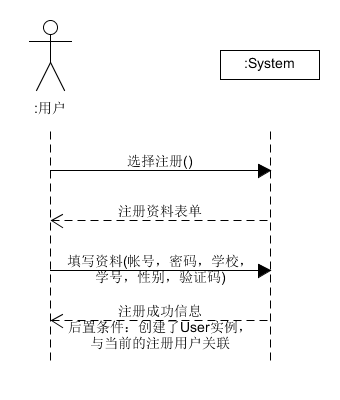 :System
:用户
选择注册()
注册资料表单
填写资料(帐号，密码，学校，
学号，性别，验证码)
注册成功信息
后置条件：创建了User实例，
与当前的注册用户关联